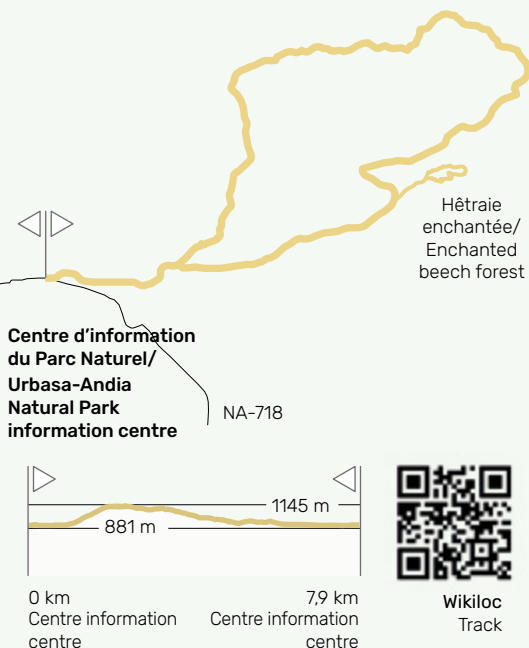 Hêtraie
enchantée/
Enchanted
beech forest
Centre d'information
du Parc Naturel/
Urbasa-Andia
Natural Park
information centre
NA-718
1145 m
881 m
0 km
Centre information
centre
7,9 km
Centre information
centre
Wikiloc
Track